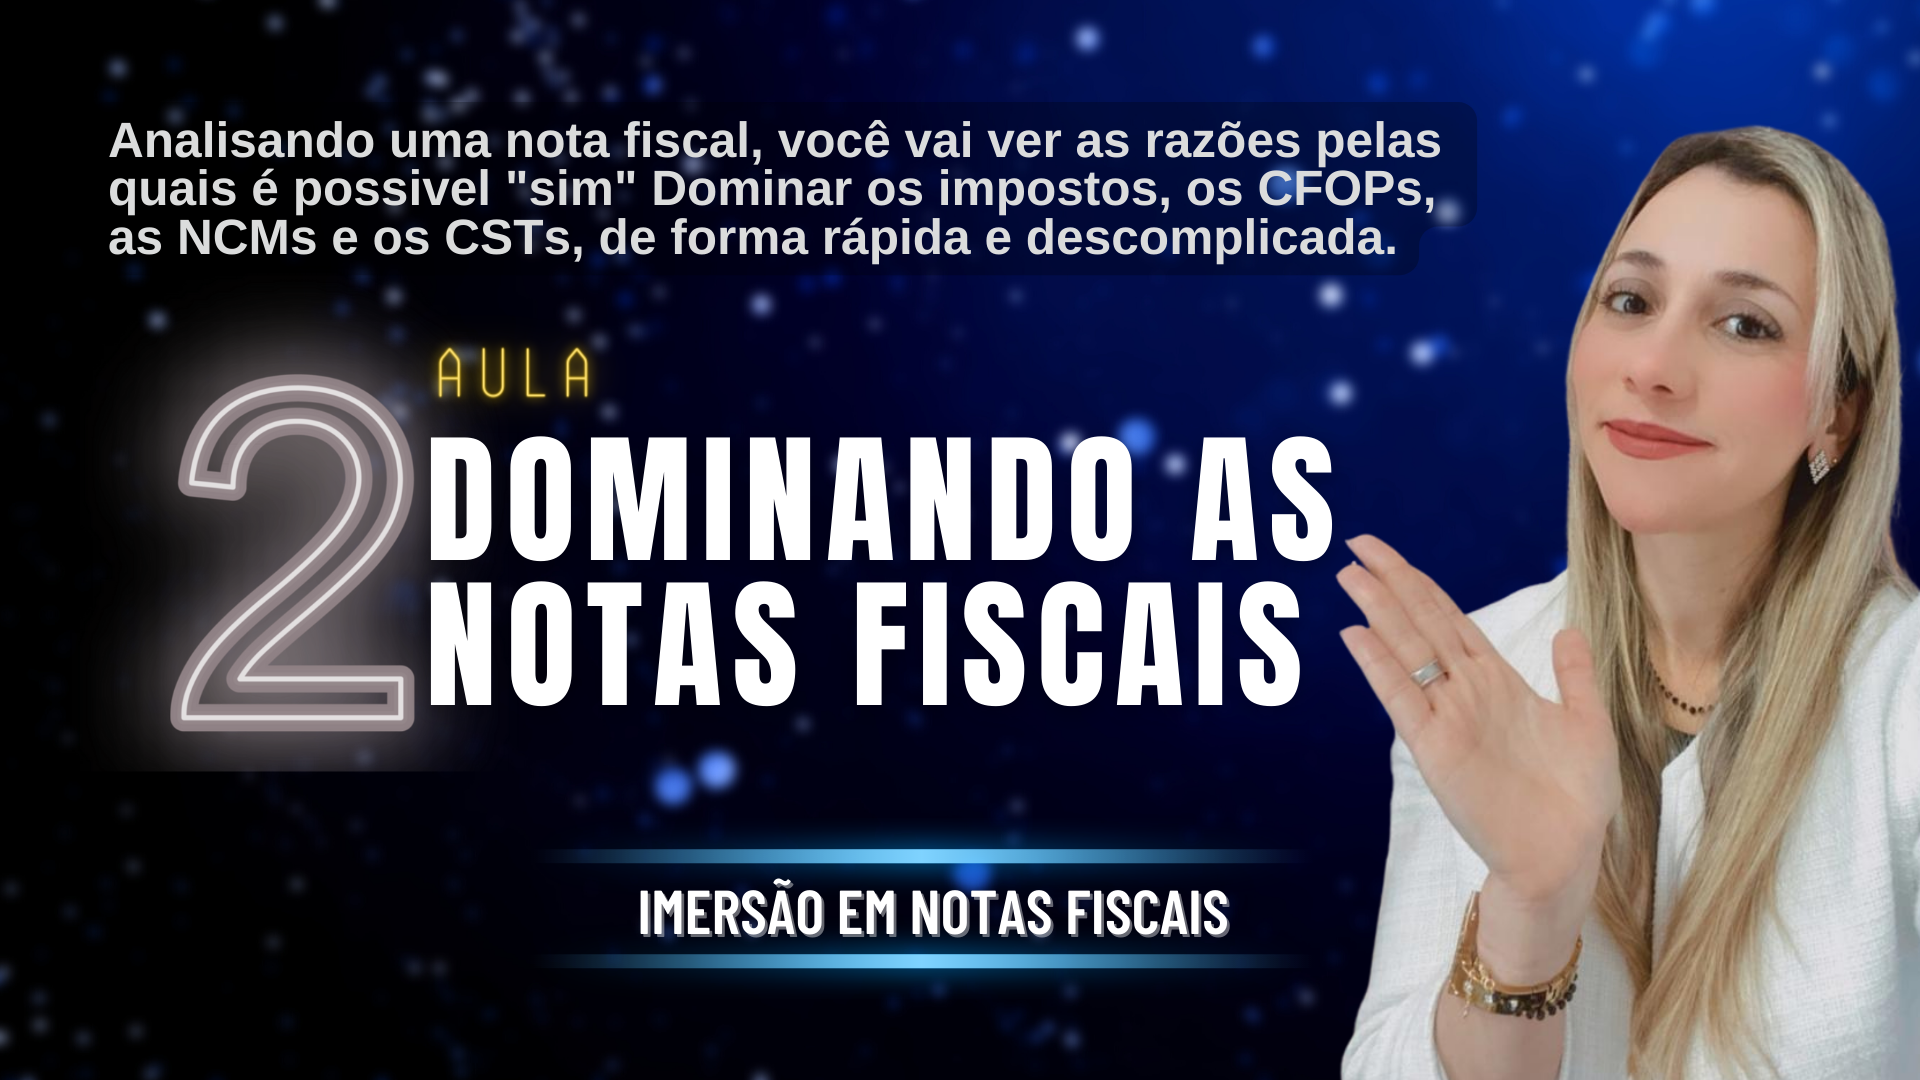 Analisando uma nota fiscal, você vai ver as razões pelas
quais é possivel "sim" Dominar os impostos, os CFOPs,
as NCMs e os CSTs, de forma rápida e descomplicada.
AULA
2
DOMINANDO AS
NOTAS FISCAIS
IMERSÃO EM NOTAS FISCAIS